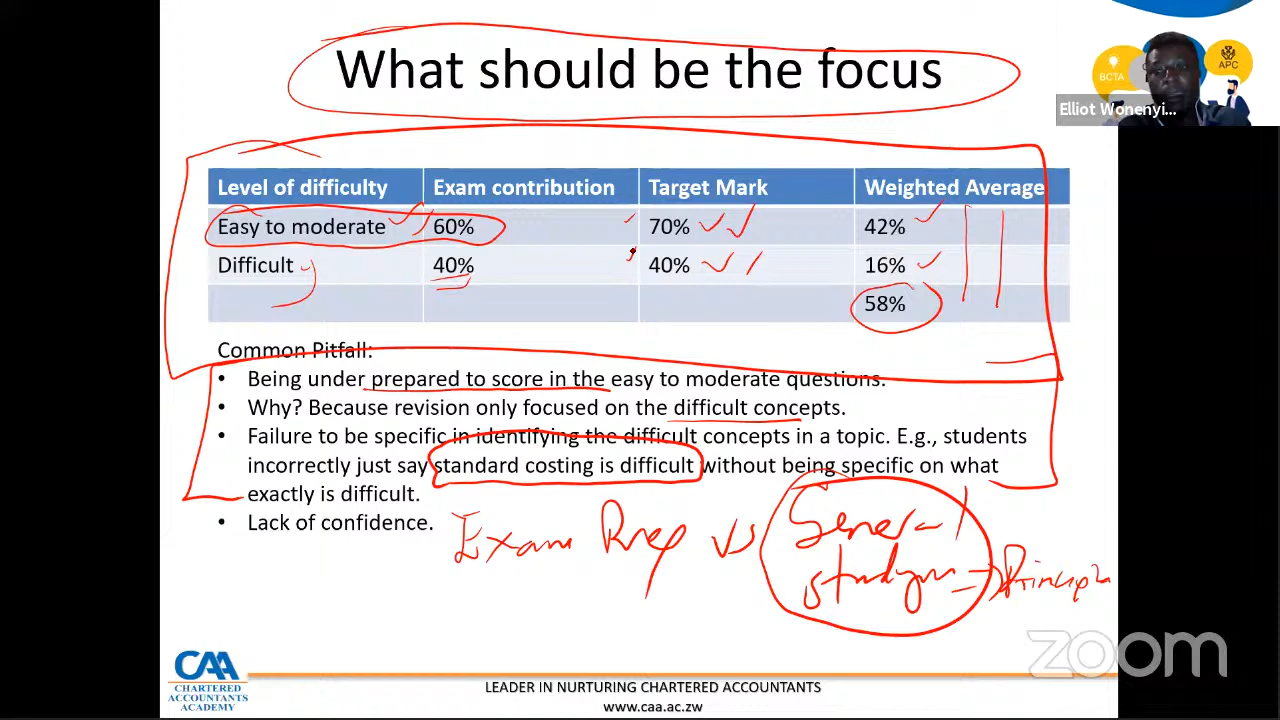 What should be the focus
BCTA
APC
Elliot Wonenyi...
Level of difficulty Exam contribution Target Mark Weighted Average
Easy to moderate 60% 70% 42%
Difficult 40% 40% 16%
58%
Common Pitfall:
• Being under prepared to score in the easy to moderate questions.
• Why? Because revision only focused on the difficult concepts.
• Failure to be specific in identifying the difficult concepts in a topic. E.g., students
incorrectly just say standard costing is difficult without being specific on what
exactly is difficult.
• Lack of confidence.
Exam Prep vs General
zoom
CAA
CHARTERED
ACCOUNTANTS
ACADEMY
LEADER IN NURTURING CHARTERED ACCOUNTANTS
www.caa.ac.zw